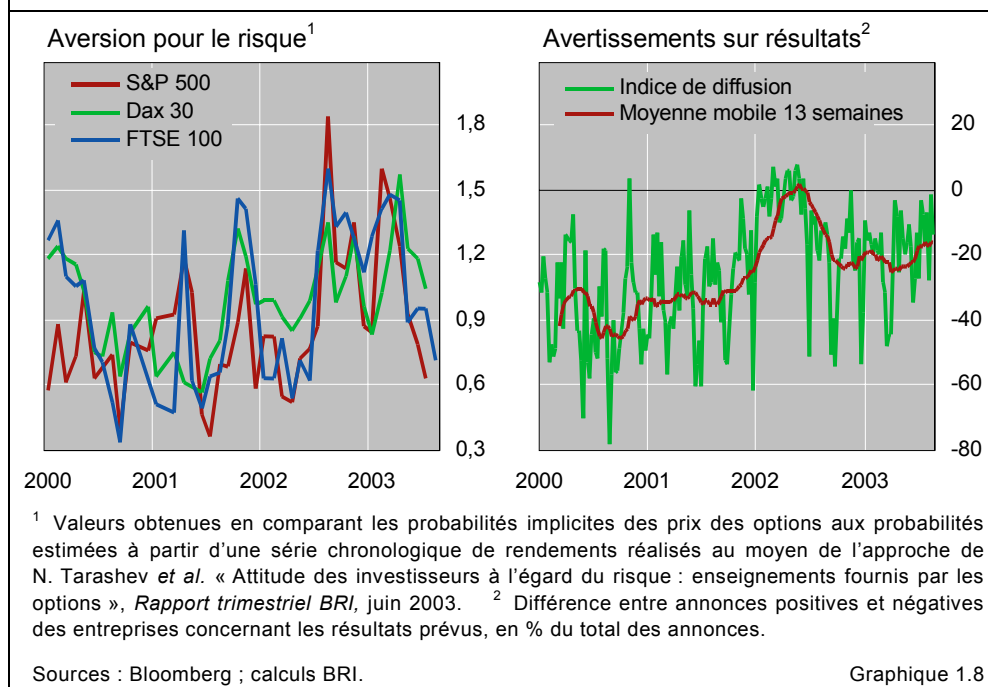 Aversion pour le risque1
S&P 500
Dax 30
FTSE 100
1,8
1,5
1,2
0,9
0,6
0,3
2000 2001 2002 2003
Avertissements sur résultats2
Indice de diffusion
Moyenne mobile 13 semaines
20
0
-20
-40
-60
-80
2000 2001 2002 2003
1 Valeurs obtenues en comparant les probabilités implicites des prix des options aux probabilités
estimées à partir d'une série chronologique de rendements réalisés au moyen de l'approche de
N. Tarashev et al. « Attitude des investisseurs à l'égard du risque : enseignements fournis par les
options », Rapport trimestriel BRI, juin 2003. 2 Différence entre annonces positives et négatives
des entreprises concernant les résultats prévus, en % du total des annonces.
Sources : Bloomberg ; calculs BRI. Graphique 1.8